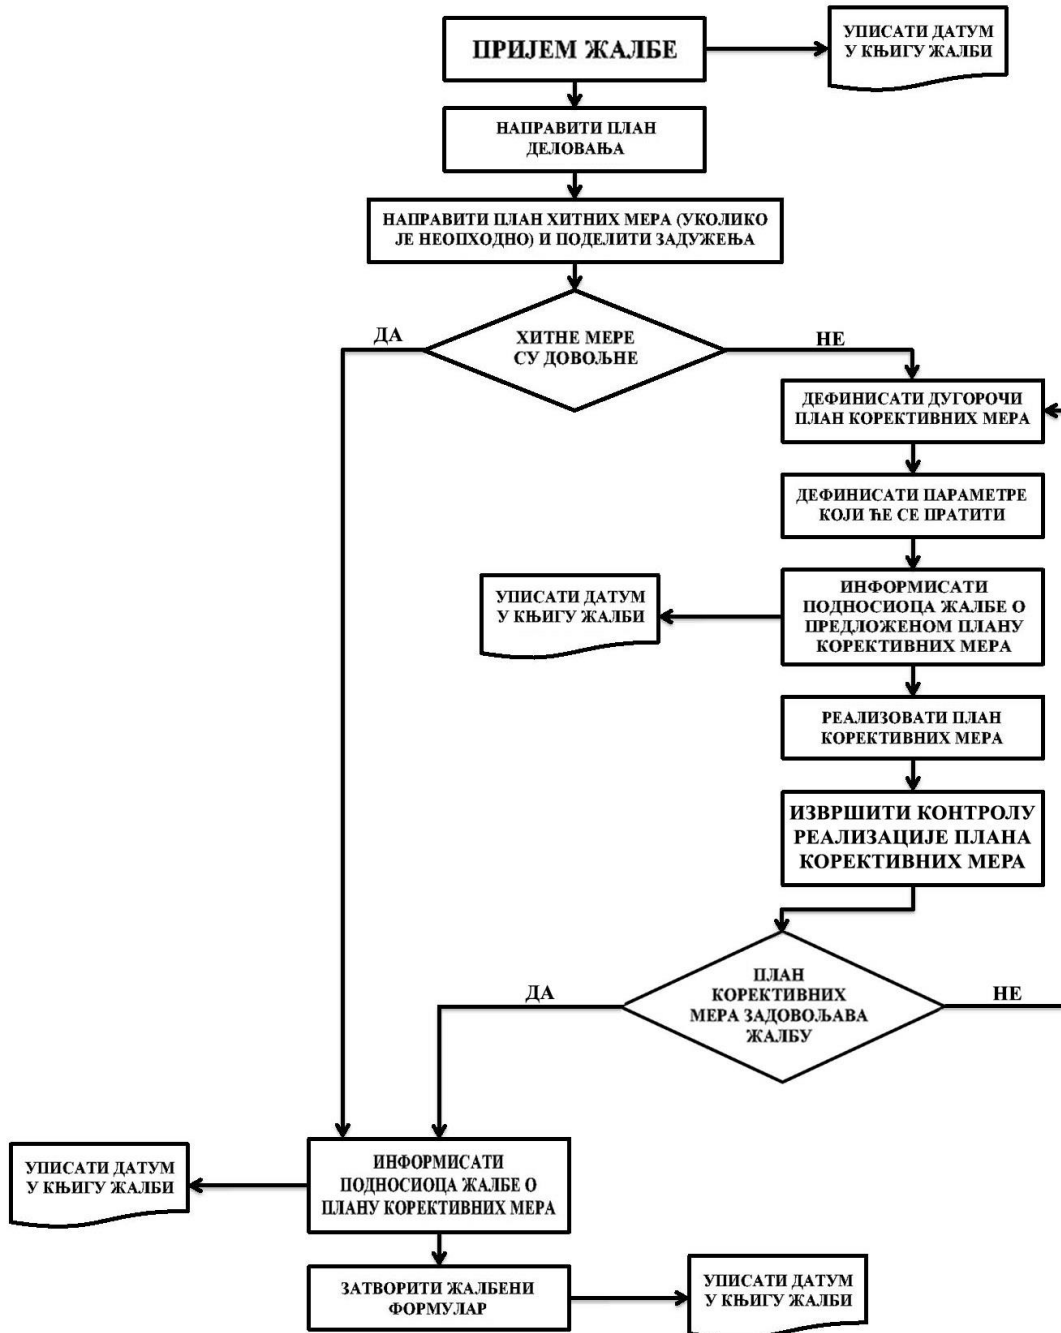 ПРИЈЕМ ЖАЛБЕ
УПИСАТИ ДАТУМ
У КЊИГУ ЖАЛБИ
НАПРАВИТИ ПЛАН
ДЕЛОВАЊА
НАПРАВИТИ ПЛАН ХИТНИХ МЕРА (УКОЛИКО
ЈЕ НЕОПХОДНО) И ПОДЕЛИТИ ЗАДУЖЕЊА
ХИТНЕ МЕРЕ
СУ ДОВОЉНЕ
ДА
НЕ
ДЕФИНИСАТИ ДУГОРОЧИ
ПЛАН КОРЕКТИВНИХ МЕРА
ДЕФИНИСАТИ ПАРАМЕТРЕ
КОЈИ ЋЕ СЕ ПРАТИТИ
ИНФОРМИСАТИ
ПОДНОСИОЦА ЖАЛБЕ О
ПРЕДЛОЖЕНОМ ПЛАНУ
КОРЕКТИВНИХ МЕРА
УПИСАТИ ДАТУМ
У КЊИГУ ЖАЛБИ
РЕАЛИЗОВАТИ ПЛАН
КОРЕКТИВНИХ МЕРА
ИЗВРШИТИ КОНТРОЛУ
РЕАЛИЗАЦИЈЕ ПЛАНА
КОРЕКТИВНИХ МЕРА
ПЛАН
КОРЕКТИВНИХ
МЕРА ЗАДОВОЉАВА
ЖАЛБУ
ДА
НЕ
ИНФОРМИСАТИ
ПОДНОСИОЦА ЖАЛБЕ О
ПЛАНУ КОРЕКТИВНИХ МЕРА
УПИСАТИ ДАТУМ
У КЊИГУ ЖАЛБИ
ЗАТВОРИТИ ЖАЛБЕНИ
ФОРМУЛАР
УПИСАТИ ДАТУМ
У КЊИГУ ЖАЛБИ